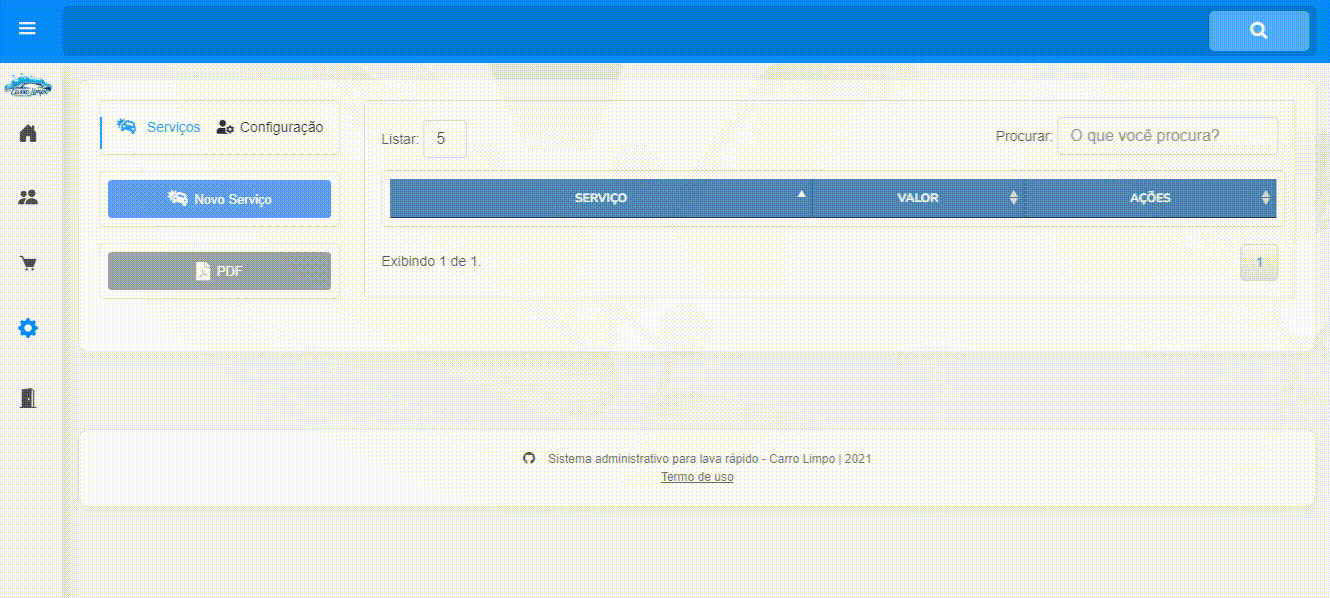 Carro Limpo
Serviços Configuração
Novo Serviço
PDF
Listar: 5 Procurar: O que você procura?
SERVIÇO VALOR AÇÕES
Exibindo 1 de 1. 1
Sistema administrativo para lava rápido - Carro Limpo | 2021
Termo de uso